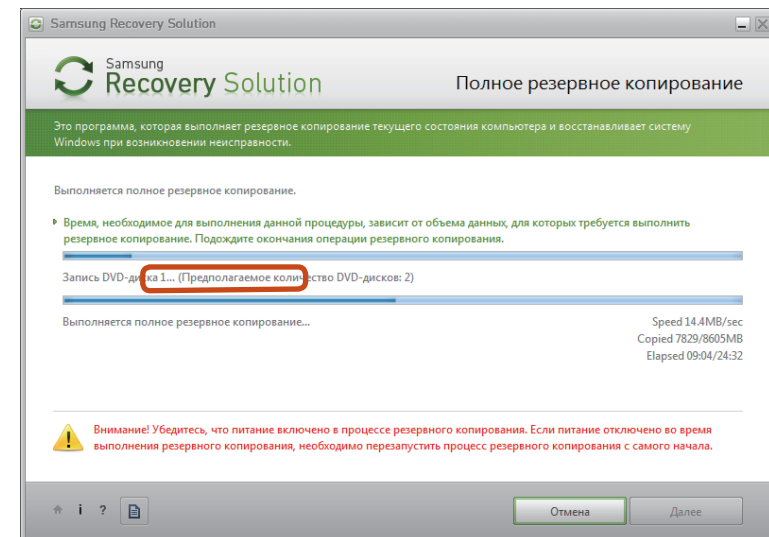 Samsung Recovery Solution
Samsung
Recovery Solution
Полное резервное копирование
Это программа, которая выполняет резервное копирование текущего состояния компьютера и восстанавливает систему
Windows при возникновении неисправности.
Выполняется полное резервное копирование.
Время, необходимое для выполнения данной процедуры, зависит от объема данных, для которых требуется выполнить
резервное копирование. Подождите окончания операции резервного копирования.
Запись DVD-диска 1... (Предполагаемое количество DVD-дисков: 2)
Выполняется полное резервное копирование...
Speed 14.4MB/sec
Copied 7829/8605MB
Elapsed 09:04/24:32
Внимание! Убедитесь, что питание включено в процессе резервного копирования. Если питание отключено во время
выполнения резервного копирования, необходимо перезапустить процесс резервного копирования с самого начала.
i ?
Отмена
Далее